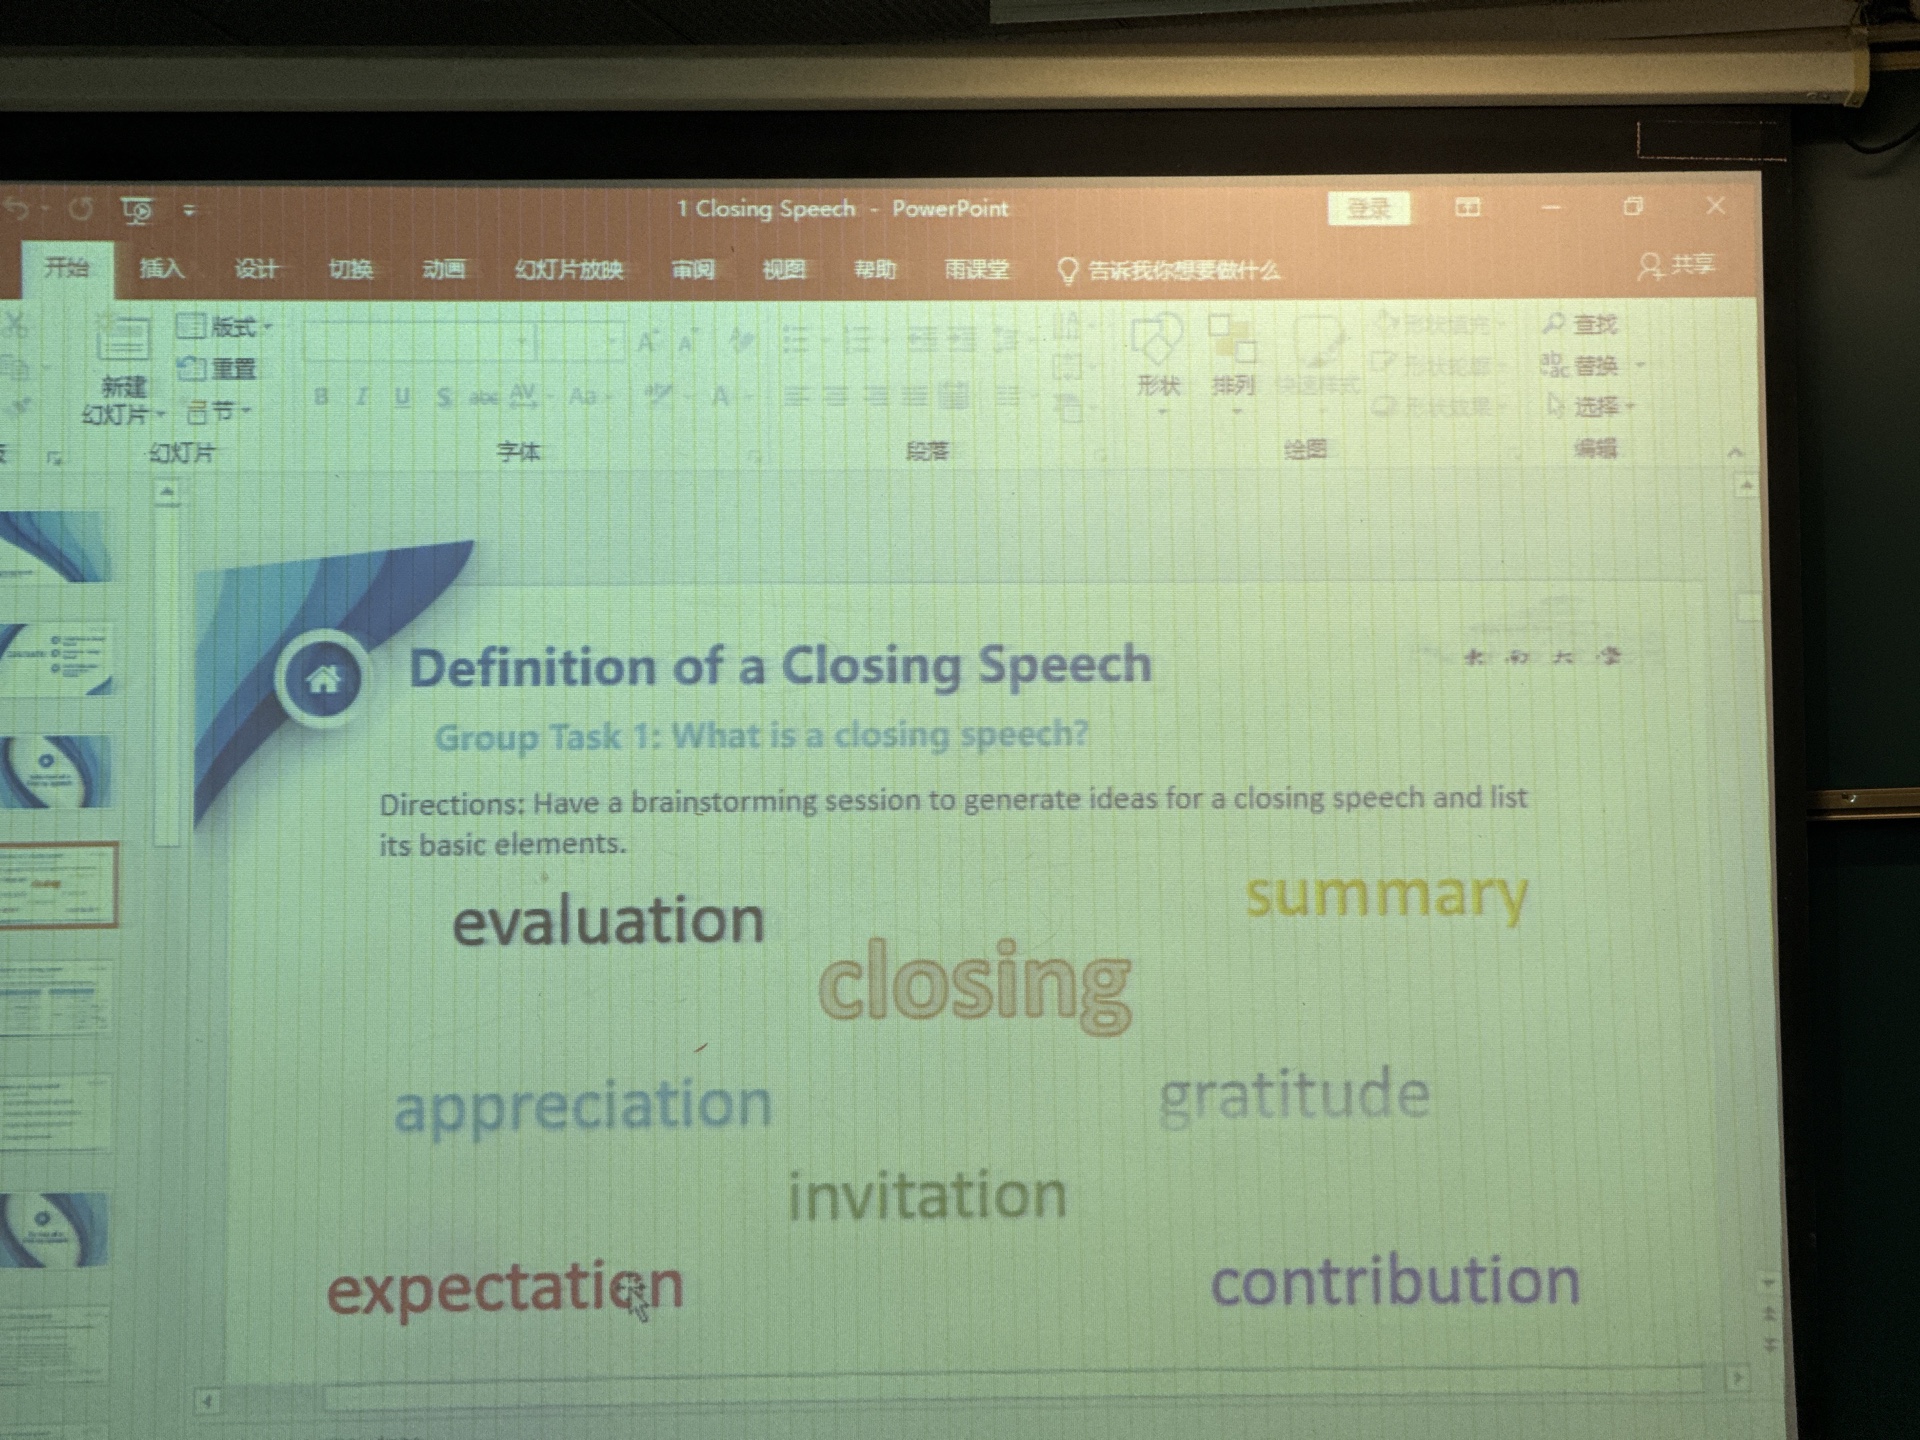 1 Closing Speech - PowerPoint
登录
开始 插入 设计 切换 动画 幻灯片放映 审阅 视图 帮助 雨课堂 告诉我你想要做什么 共享
新建
幻灯片
版式
重置
节
B I U S abc AV Aa A
形状 排列 快速样式
形状填充
形状轮廓
形状效果
查找
替换
选择
幻灯片 字体 段落 绘图 编辑
Definition of a Closing Speech
Group Task 1: What is a closing speech?
Directions: Have a brainstorming session to generate ideas for a closing speech and list
its basic elements.
evaluation
summary
closing
appreciation
gratitude
invitation
expectation
contribution